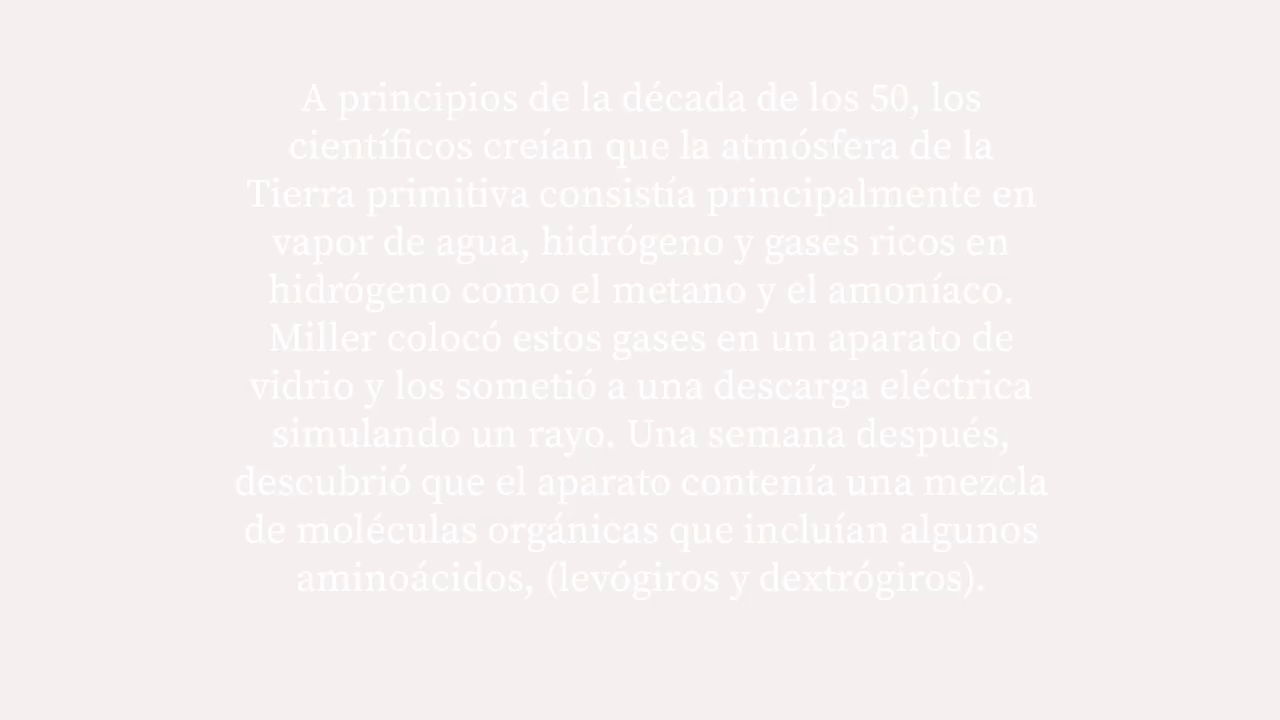 A principios de la década de los 50, los
científicos creían que la atmósfera de la
Tierra primitiva consistía principalmente en
vapor de agua, hidrógeno y gases ricos en
hidrógeno como el metano y el amoníaco.
Miller colocó estos gases en un aparato de
vidrio y los sometió a una descarga eléctrica
simulando un rayo. Una semana después,
descubrió que el aparato contenía una mezcla
de moléculas orgánicas que incluían algunos
aminoácidos, (levógiros y dextrógiros).